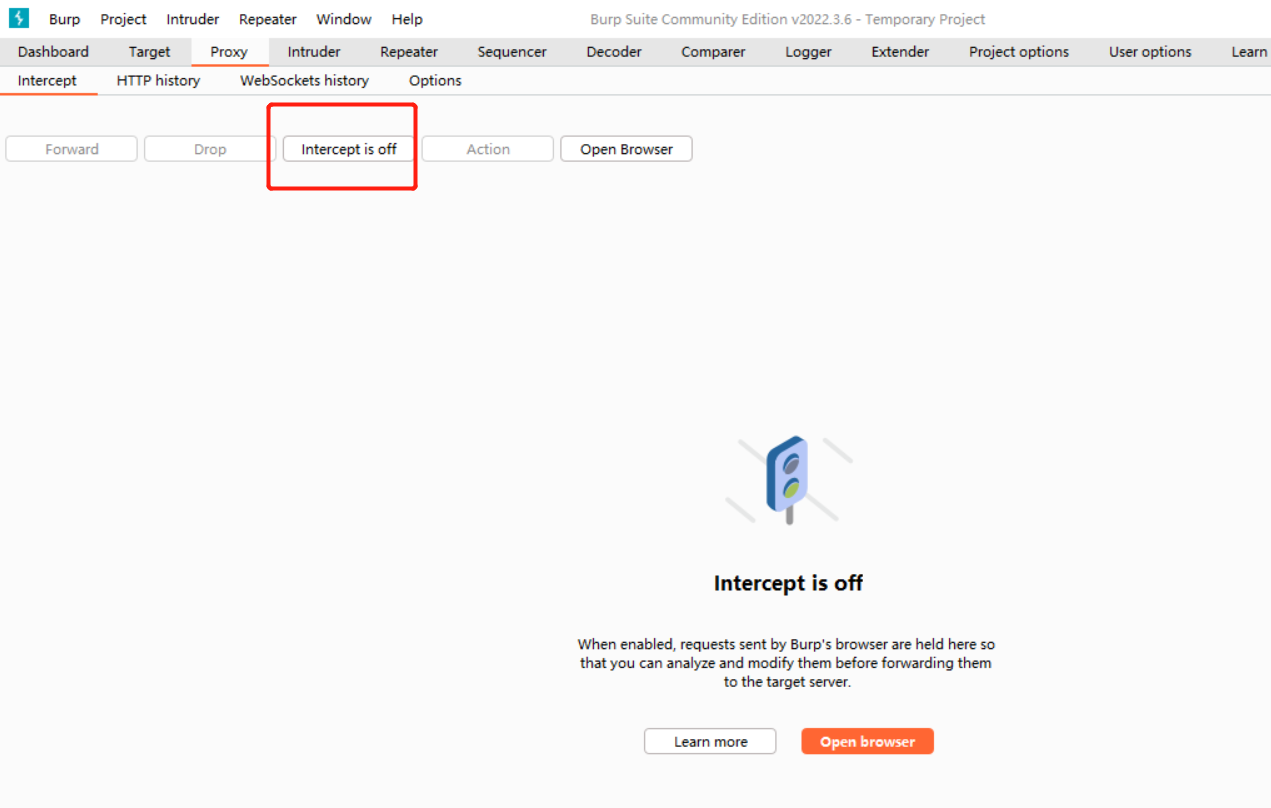 Burp Project Intruder Repeater Window Help Burp Suite Community Edition v2022.3.6 - Temporary Project
Dashboard Target Proxy Intruder Repeater Sequencer Decoder Comparer Logger Extender Project options User options Learn
Intercept HTTP history WebSockets history Options
Forward Drop Intercept is off Action Open Browser
Intercept is off
When enabled, requests sent by Burp's browser are held here so
that you can analyze and modify them before forwarding them
to the target server.
Learn more Open browser